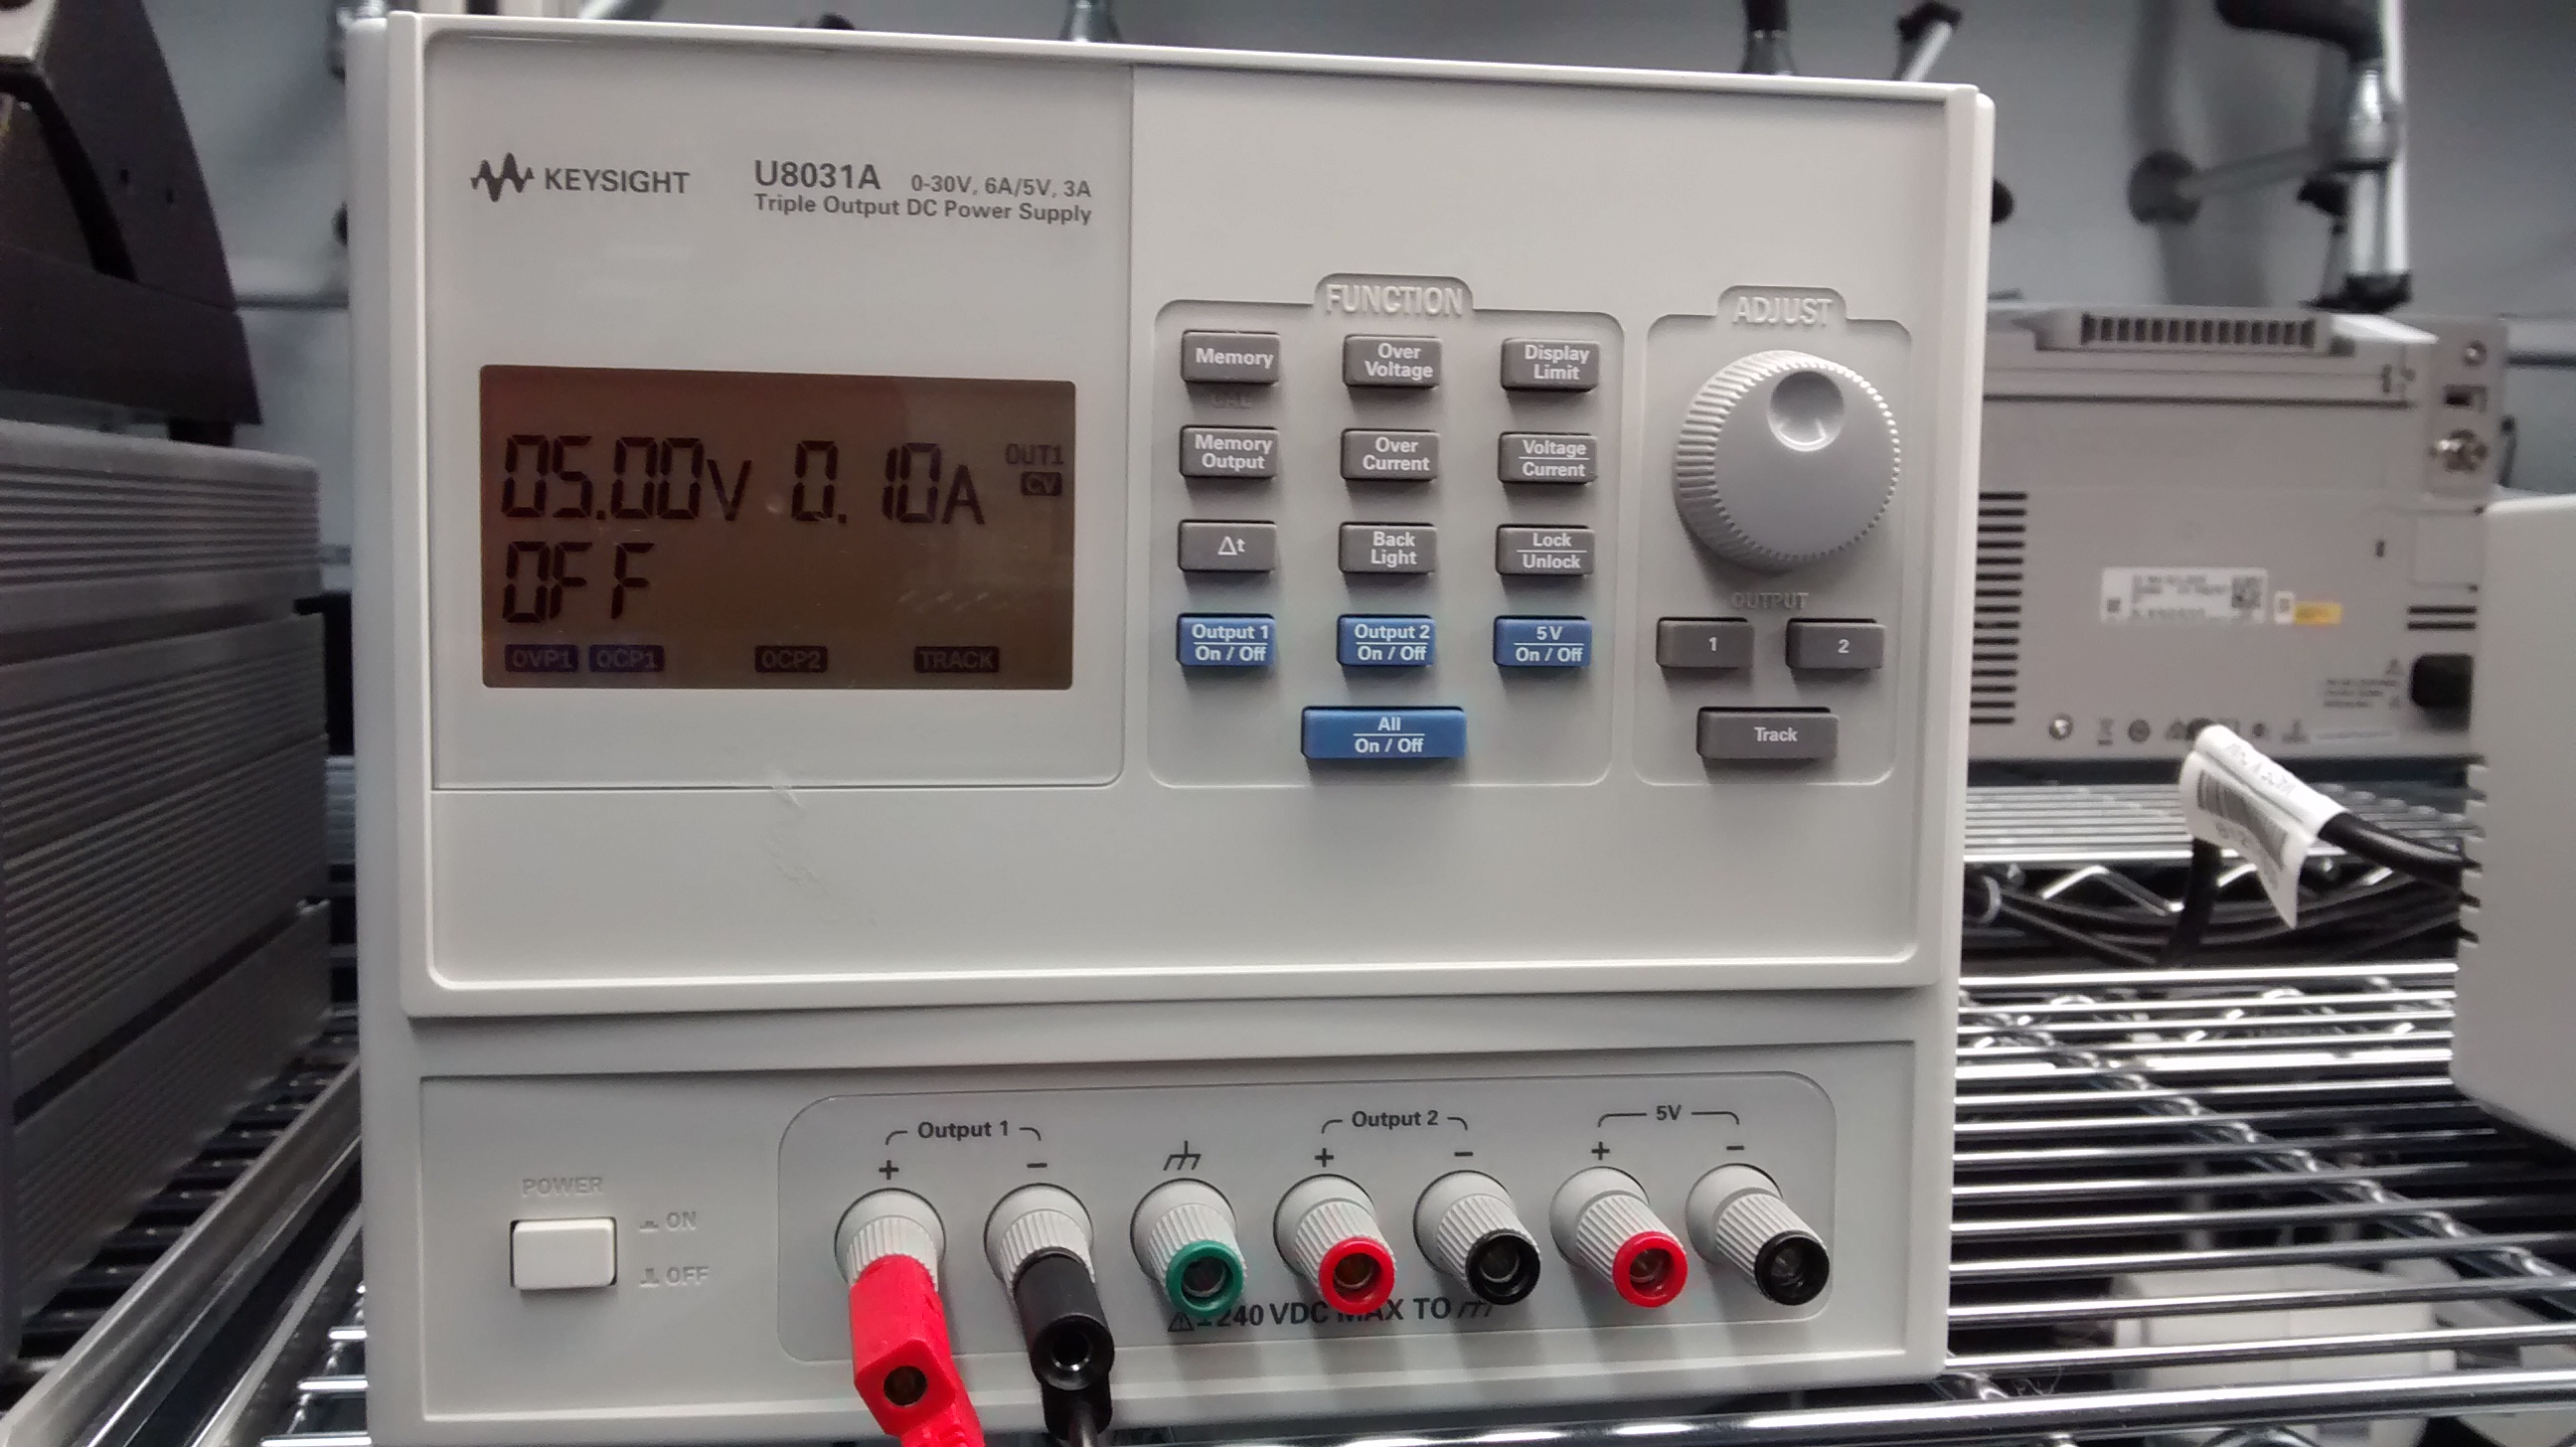 KEYSIGHT
U8031A 0-30V, 6A/5V, 3A
Triple Output DC Power Supply
05.00V 0.10A OUT1
CV
OFF
OVP1 OCP1 OCP2 TRACK
FUNCTION
Memory
Over
Voltage
Display
Limit
CAL
Memory
Output
Over
Current
Voltage
Current
Δt
Back
Light
Lock
Unlock
Output 1
On / Off
Output 2
On / Off
5V
On / Off
All
On / Off
ADJUST
OUTPUT
1
2
Track
POWER
ON
OFF
Output 1
+ −
Output 2
+ −
5V
+ −
240 VDC MAX TO